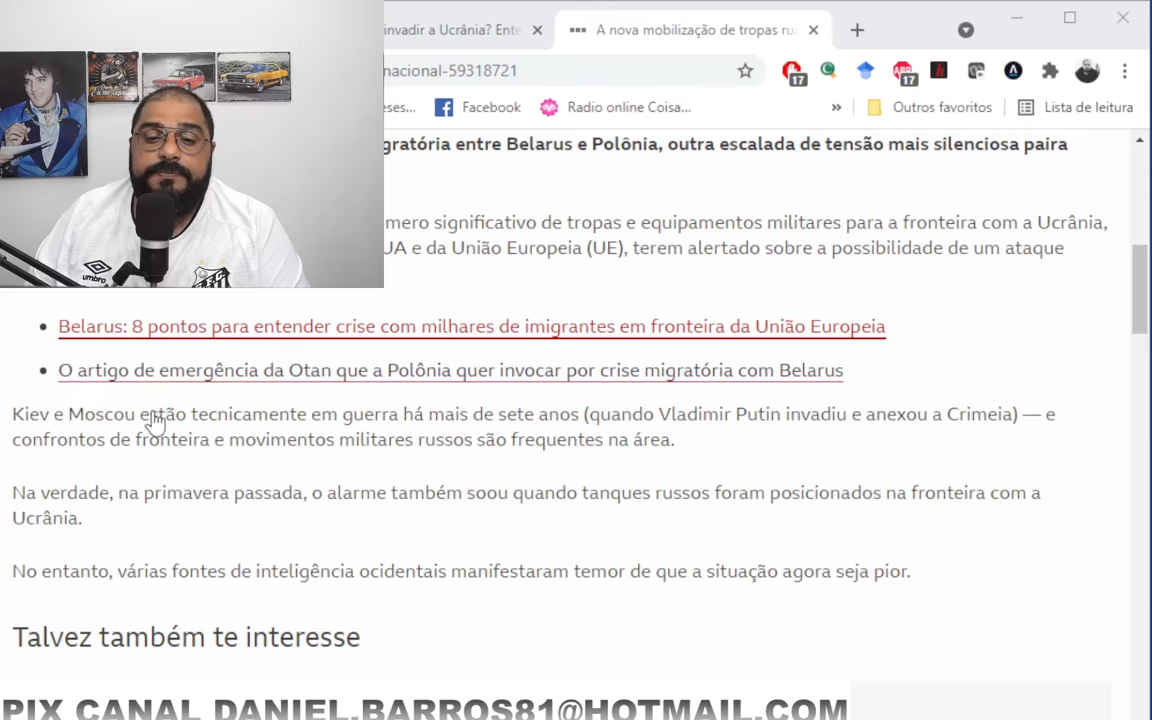 invadir a Ucrânia? Ente
A nova mobilização de tropas ru
nacional-59318721
17
17
eses...
Facebook
Radio online Coisa...
»
Outros favoritos
Lista de leitura
gratória entre Belarus e Polônia, outra escalada de tensão mais silenciosa paira
mero significativo de tropas e equipamentos militares para a fronteira com a Ucrânia,
UA e da União Europeia (UE), terem alertado sobre a possibilidade de um ataque
umbro
Belarus: 8 pontos para entender crise com milhares de imigrantes em fronteira da União Europeia
O artigo de emergência da Otan que a Polônia quer invocar por crise migratória com Belarus
Kiev e Moscou estão tecnicamente em guerra há mais de sete anos (quando Vladimir Putin invadiu e anexou a Crimeia) — e
confrontos de fronteira e movimentos militares russos são frequentes na área.
Na verdade, na primavera passada, o alarme também soou quando tanques russos foram posicionados na fronteira com a
Ucrânia.
No entanto, várias fontes de inteligência ocidentais manifestaram temor de que a situação agora seja pior.
Talvez também te interesse
PIX CANAL DANIEL.BARROS81@HOTMAIL.COM